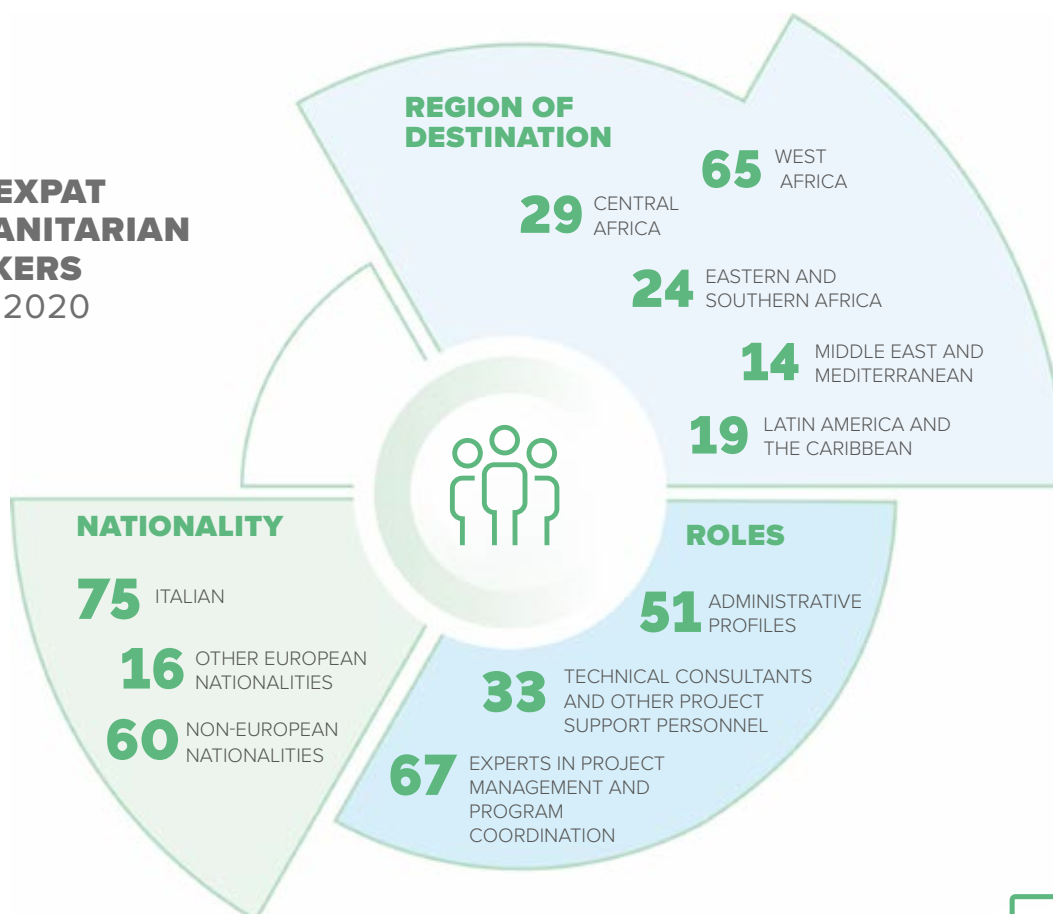 EXPAT
ANITARIAN
KERS
2020
REGION OF
DESTINATION
65 WEST
AFRICA
29 CENTRAL
AFRICA
24 EASTERN AND
SOUTHERN AFRICA
14 MIDDLE EAST AND
MEDITERRANEAN
19 LATIN AMERICA AND
THE CARIBBEAN
NATIONALITY
75 ITALIAN
16 OTHER EUROPEAN
NATIONALITIES
60 NON-EUROPEAN
NATIONALITIES
ROLES
51 ADMINISTRATIVE
PROFILES
33 TECHNICAL CONSULTANTS
AND OTHER PROJECT
SUPPORT PERSONNEL
67 EXPERTS IN PROJECT
MANAGEMENT AND
PROGRAM
COORDINATION